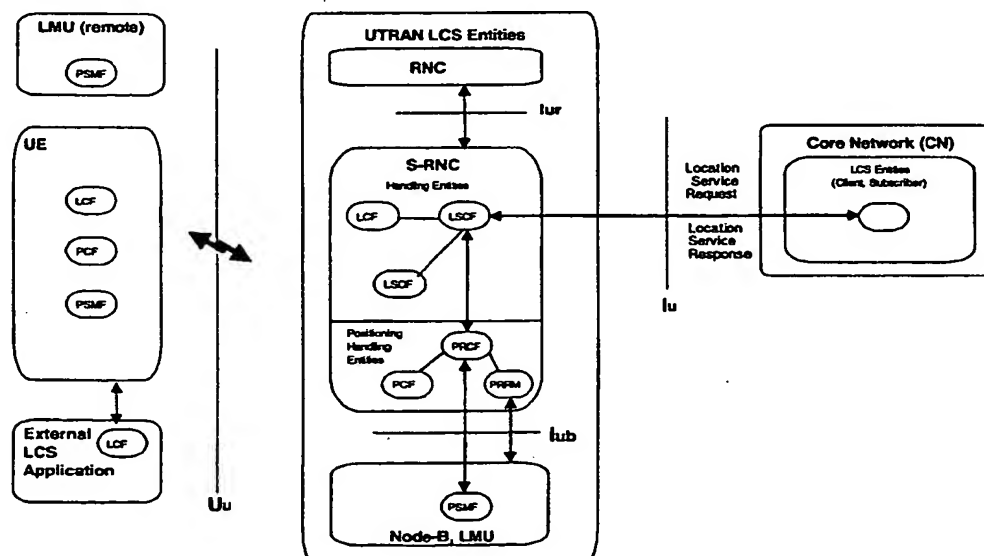 LMU (remote)
PSMF
UE
LCF
PCF
PSMF
External
LCS
Application
LCF
Uu
UTRAN LCS Entities
RNC
Iur
S-RNC
Handling Entities
LCF
LSCF
LSCF
Positioning
Handling
Entities
PRCF
PCF
PRRM
Iub
PSMF
Node-B, LMU
Location
Service
Request
Location
Service
Response
Iu
Core Network (CN)
LCS Entities
(Client, Subscriber)